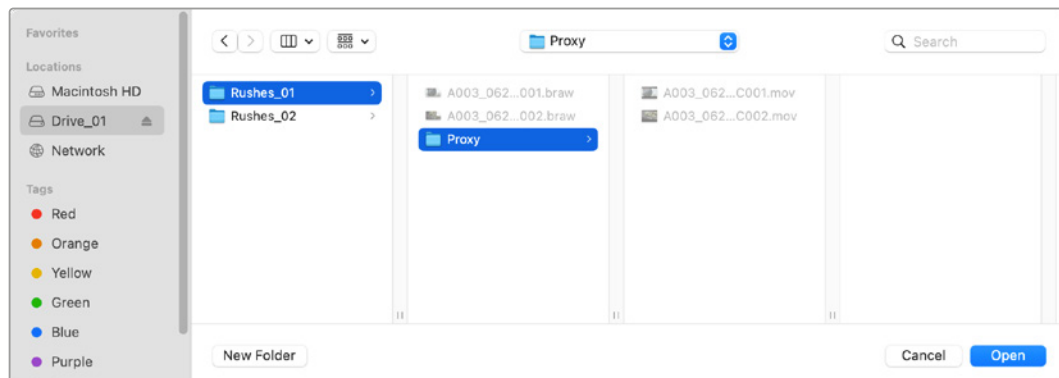 Favorites
Locations
Macintosh HD
Drive_01
Network
Tags
Red
Orange
Yellow
Green
Blue
Purple
Proxy
Search
Rushes_01
Rushes_02
A003_062...001.braw
A003_062...002.braw
Proxy
A003_062...C001.mov
A003_062...C002.mov
New Folder
Cancel
Open